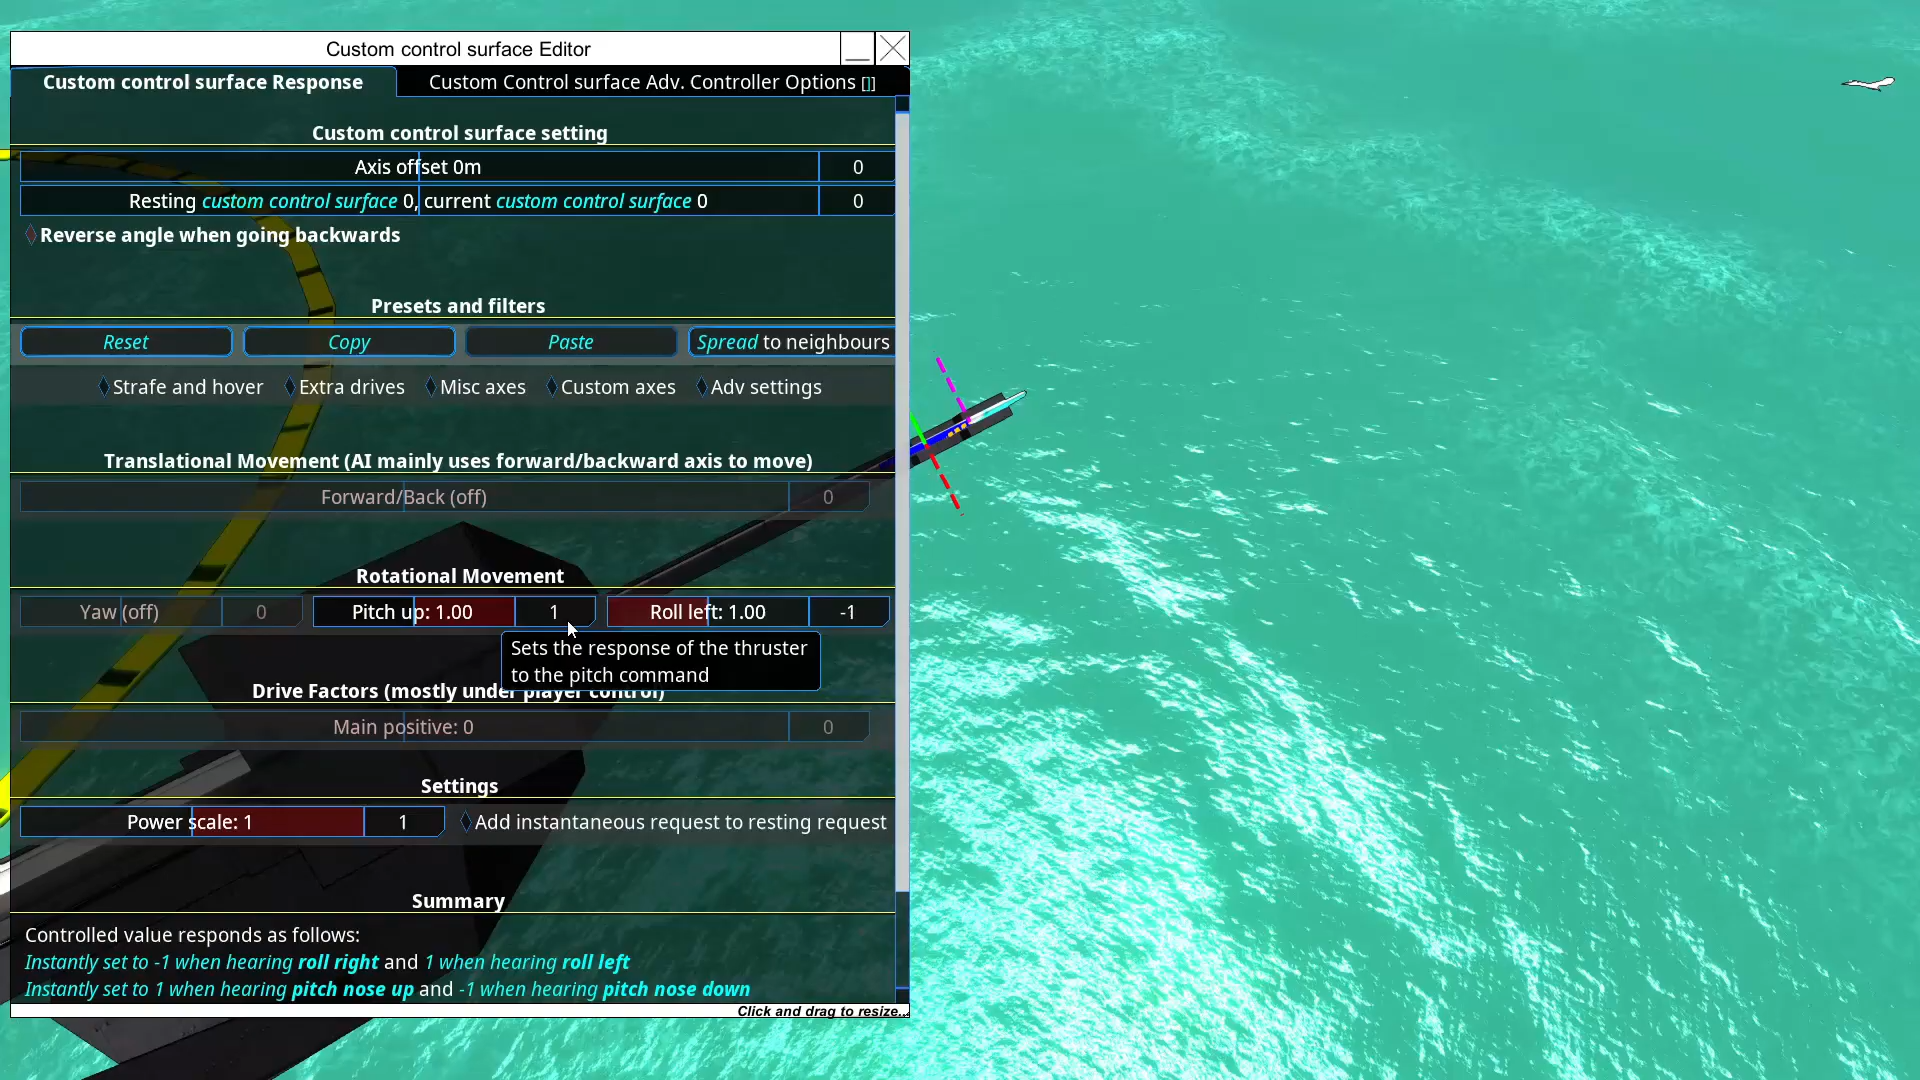 Custom control surface Editor
Custom control surface Response
Custom Control surface Adv. Controller Options []
Custom control surface setting
Axis offset 0m
0
Resting custom control surface 0, current custom control surface 0
0
Reverse angle when going backwards
Presets and filters
Reset
Copy
Paste
Spread to neighbours
Strafe and hover
Extra drives
Misc axes
Custom axes
Adv settings
Translational Movement (AI mainly uses forward/backward axis to move)
Forward/Back (off)
0
Rotational Movement
Yaw (off)
0
Pitch up: 1.00
1
Roll left: 1.00
-1
Sets the response of the thruster
to the pitch command
Drive Factors (mostly under player control)
Main positive: 0
0
Settings
Power scale: 1
1
Add instantaneous request to resting request
Summary
Controlled value responds as follows:
Instantly set to -1 when hearing roll right and 1 when hearing roll left
Instantly set to 1 when hearing pitch nose up and -1 when hearing pitch nose down
Click and drag to resize...